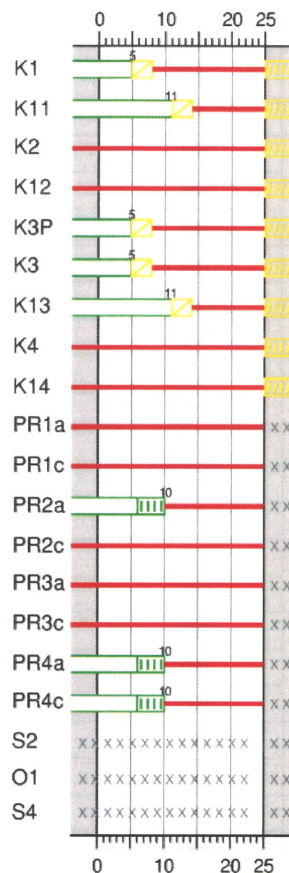 0 10 20 25
K1 5
K11 11
K2
K12
K3P 5
K3 5
K13 11
K4
K14
PR1a x x
PR1c x x
PR2a 10 x x
PR2c x x
PR3a x x
PR3c x x
PR4a 10 x x
PR4c 10 x x
S2 x x x x x x x x x x x x x x
O1 x x x x x x x x x x x x x x
S4 x x x x x x x x x x x x x x
0 10 20 25